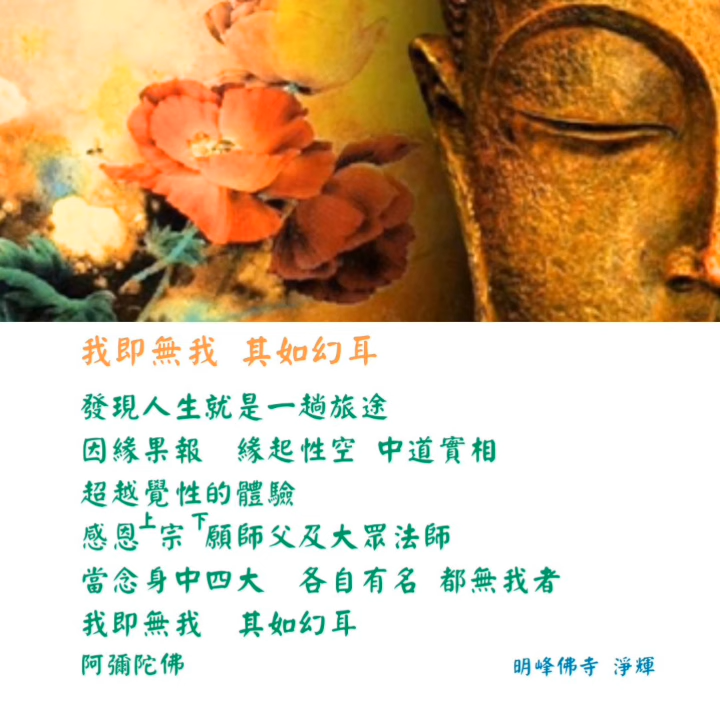 我即無我 其如幻耳
發現人生就是一趟旅途
因緣果報 緣起性空 中道實相
超越覺性的體驗
感恩上宗下願師父及大眾法師
當念身中四大 各自有名 都無我者
我即無我 其如幻耳
阿彌陀佛
明峰佛寺 淨輝